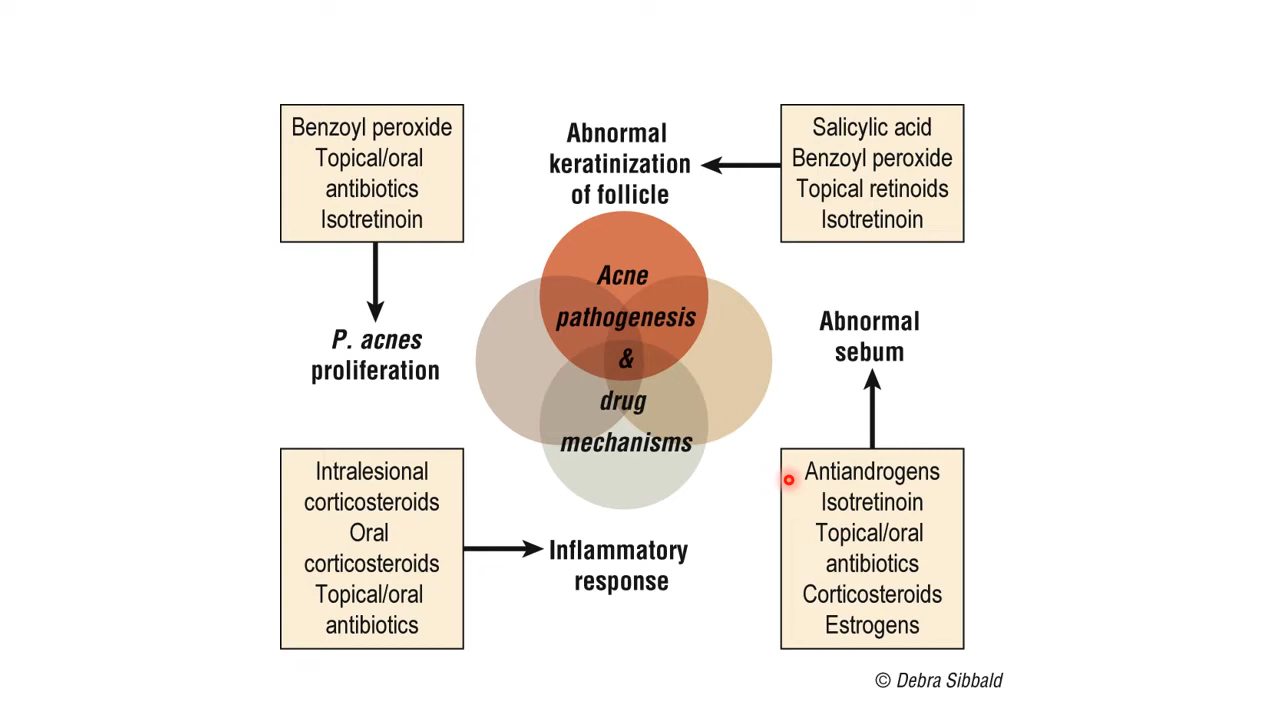 Benzoyl peroxide
Topical/oral
antibiotics
Isotretinoin
Abnormal
keratinization
of follicle
Salicylic acid
Benzoyl peroxide
Topical retinoids
Isotretinoin
P. acnes
proliferation
Acne
pathogenesis
&
drug
mechanisms
Abnormal
sebum
Intralesional
corticosteroids
Oral
corticosteroids
Topical/oral
antibiotics
Inflammatory
response
Antiandrogens
Isotretinoin
Topical/oral
antibiotics
Corticosteroids
Estrogens
© Debra Sibbald